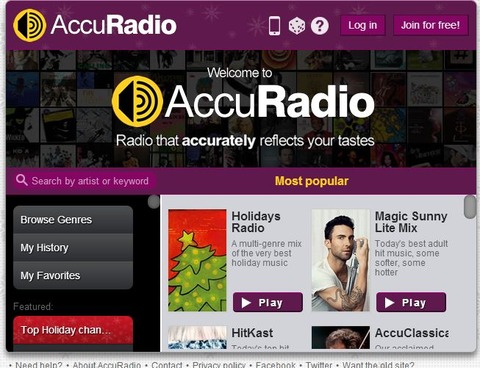 AccuRadio
?
Log in
Join for free!
Welcome to
AccuRadio
Radio that accurately reflects your tastes
Search by artist or keyword
Most popular
Browse Genres
My History
My Favorites
Featured:
Top Holiday chan...
Holidays
Radio
A multi-genre mix
of the very best
holiday music
Play
Magic Sunny
Lite Mix
Today's best adult
hit music, some
softer, some
hotter
Play
HitKast
Today's top hit
AccuClassica
Our acclaimed
• Need help? • About AccuRadio • Contact • Privacy policy • Facebook • Twitter • Want the old site?